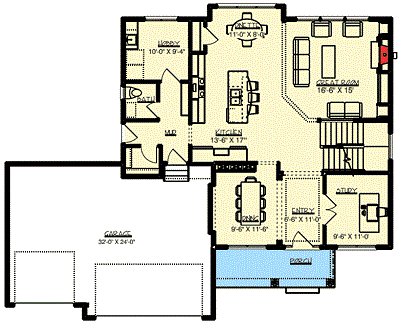 DINETTE
11'-0" X 8'-0"
HOBBY
10'-0" X 9'-4"
GREAT ROOM
16'-6" X 15'
BATH
MUD
KITCHEN
13'-6" X 17'
STUDY
9'-6" X 11'-0
ENTRY
6'-6" X 11'-0'
DINING
9'-6" X 11'-6"
GARAGE
32'-0" X 24'-0"
PORCH